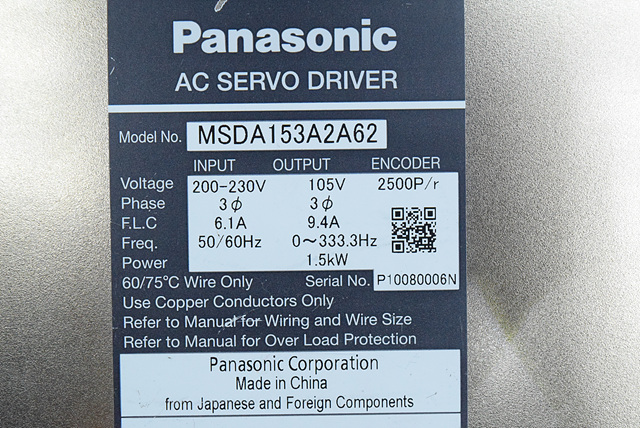 Panasonic
AC SERVO DRIVER
Model No. MSDA153A2A62
INPUT OUTPUT ENCODER
Voltage 200-230V 105V 2500P/r
Phase 3ϕ 3ϕ
F.L.C 6.1A 9.4A
Freq. 50/60Hz 0～333.3Hz
Power 1.5kW
60/75℃ Wire Only Serial No. P10080006N
Use Copper Conductors Only
Refer to Manual for Wiring and Wire Size
Refer to Manual for Over Load Protection
Panasonic Corporation
Made in China
from Japanese and Foreign Components